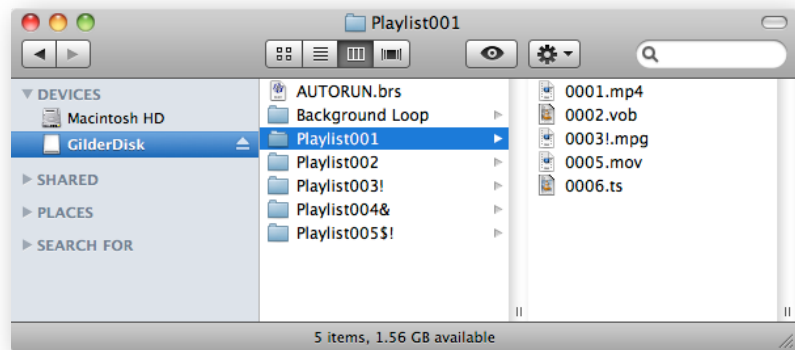 Playlist001
DEVICES
Macintosh HD
GilderDisk
SHARED
PLACES
SEARCH FOR
AUTORUN.brs
Background Loop
Playlist001
Playlist002
Playlist003!
Playlist004&
Playlist005$!
0001.mp4
0002.vob
0003!.mpg
0005.mov
0006.ts
5 items, 1.56 GB available